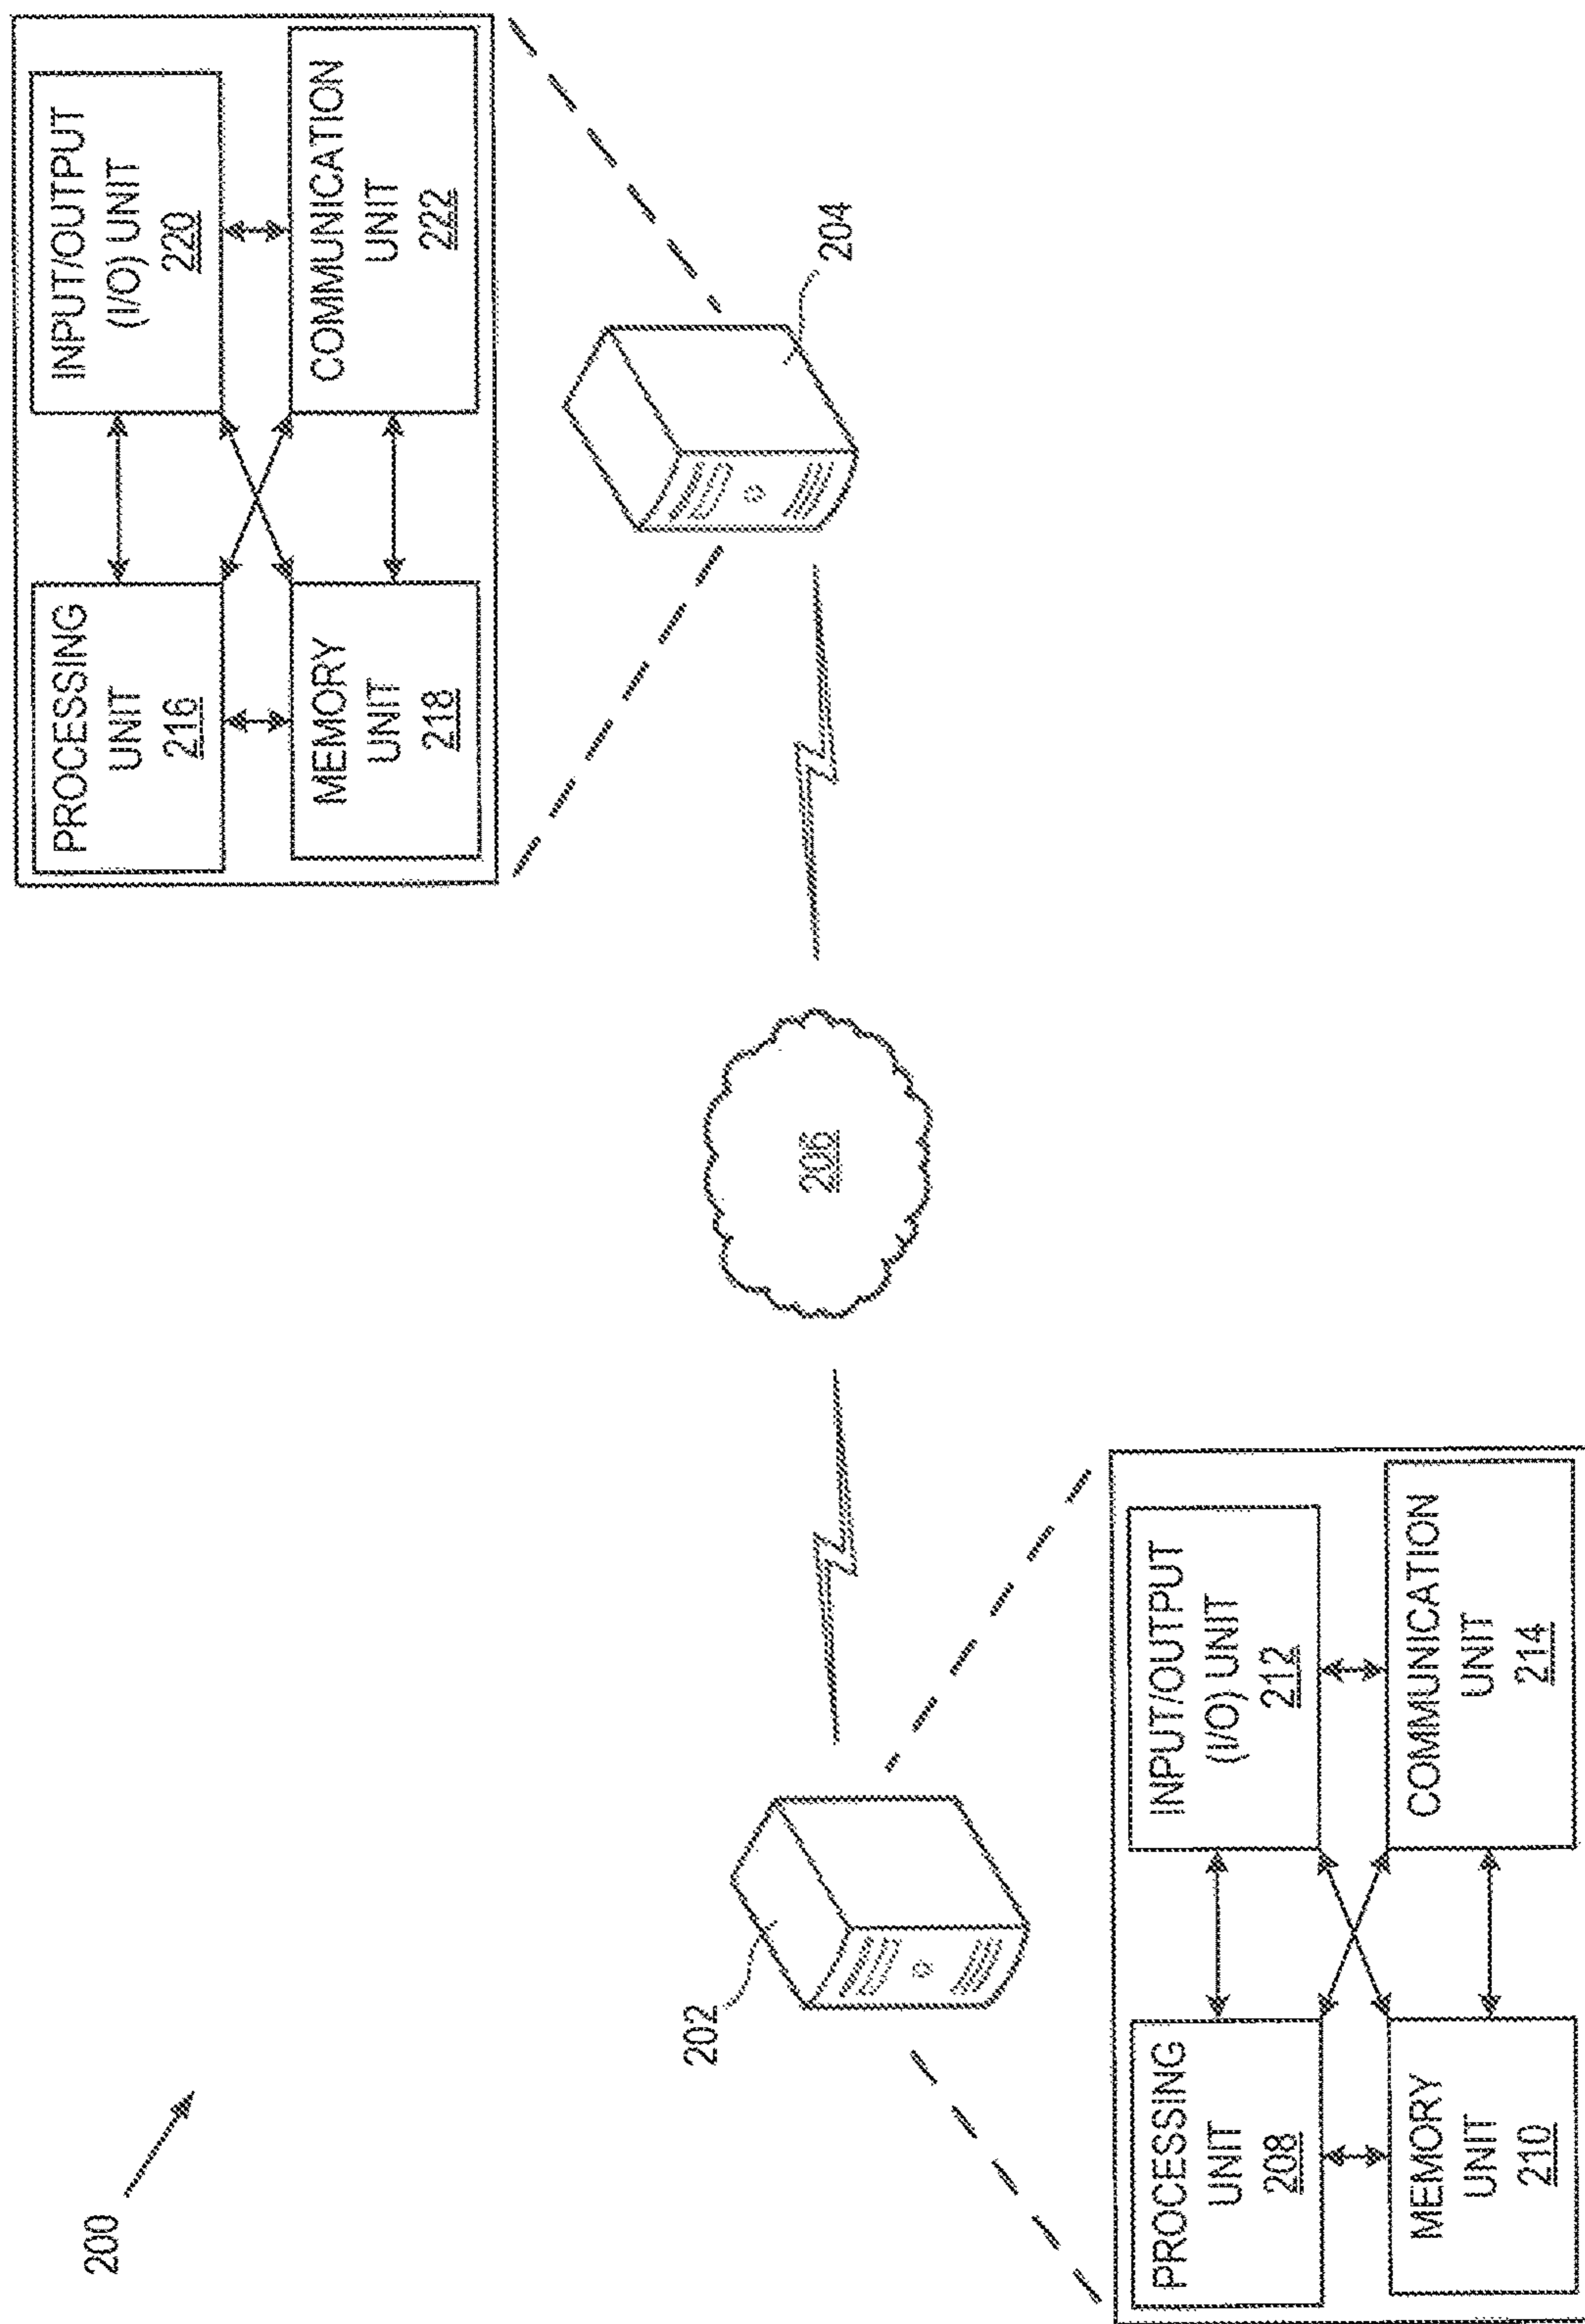 200
PROCESSING
UNIT
216
INPUT/OUTPUT
(I/O) UNIT
220
MEMORY
UNIT
218
COMMUNICATION
UNIT
222
204
206
202
PROCESSING
UNIT
208
INPUT/OUTPUT
(I/O) UNIT
212
MEMORY
UNIT
210
COMMUNICATION
UNIT
214